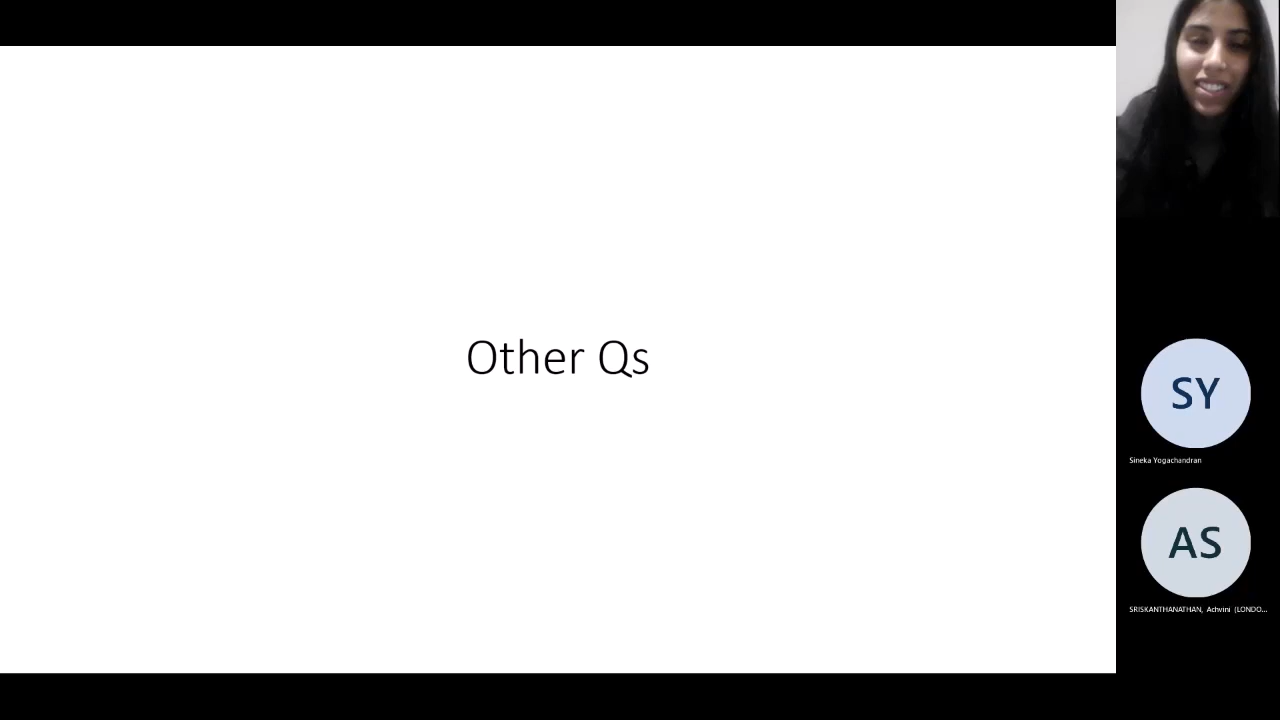 Other Qs
SY
Sineka Yogachandran
AS
SRISKANTHANATHAN, Achvini (LONDO...